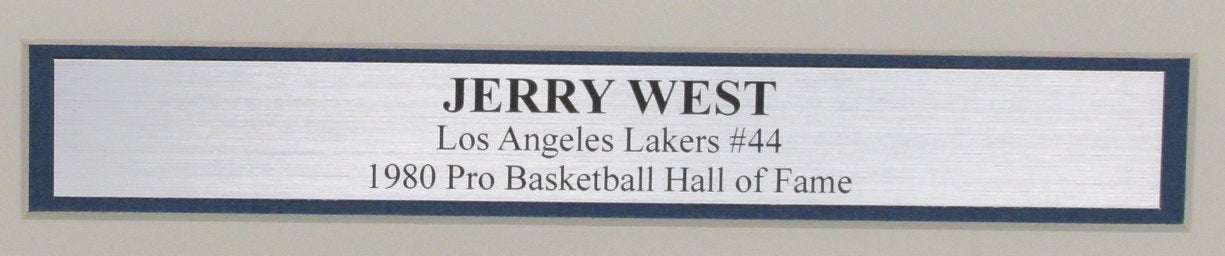 JERRY WEST
Los Angeles Lakers #44
1980 Pro Basketball Hall of Fame